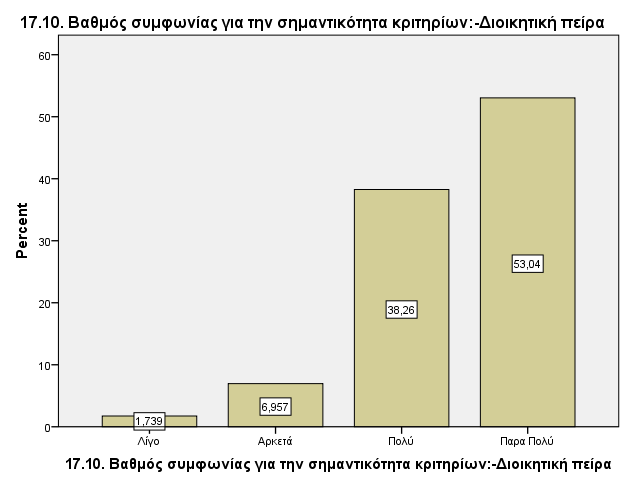 17.10. Βαθμός συμφωνίας για την σημαντικότητα κριτηρίων:-Διοικητική πείρα
60
50
40
30
20
10
0
Percent
1,739
6,957
38,26
53,04
Λίγο
Αρκετά
Πολύ
Παρα Πολύ
17.10. Βαθμός συμφωνίας για την σημαντικότητα κριτηρίων:-Διοικητική πείρα